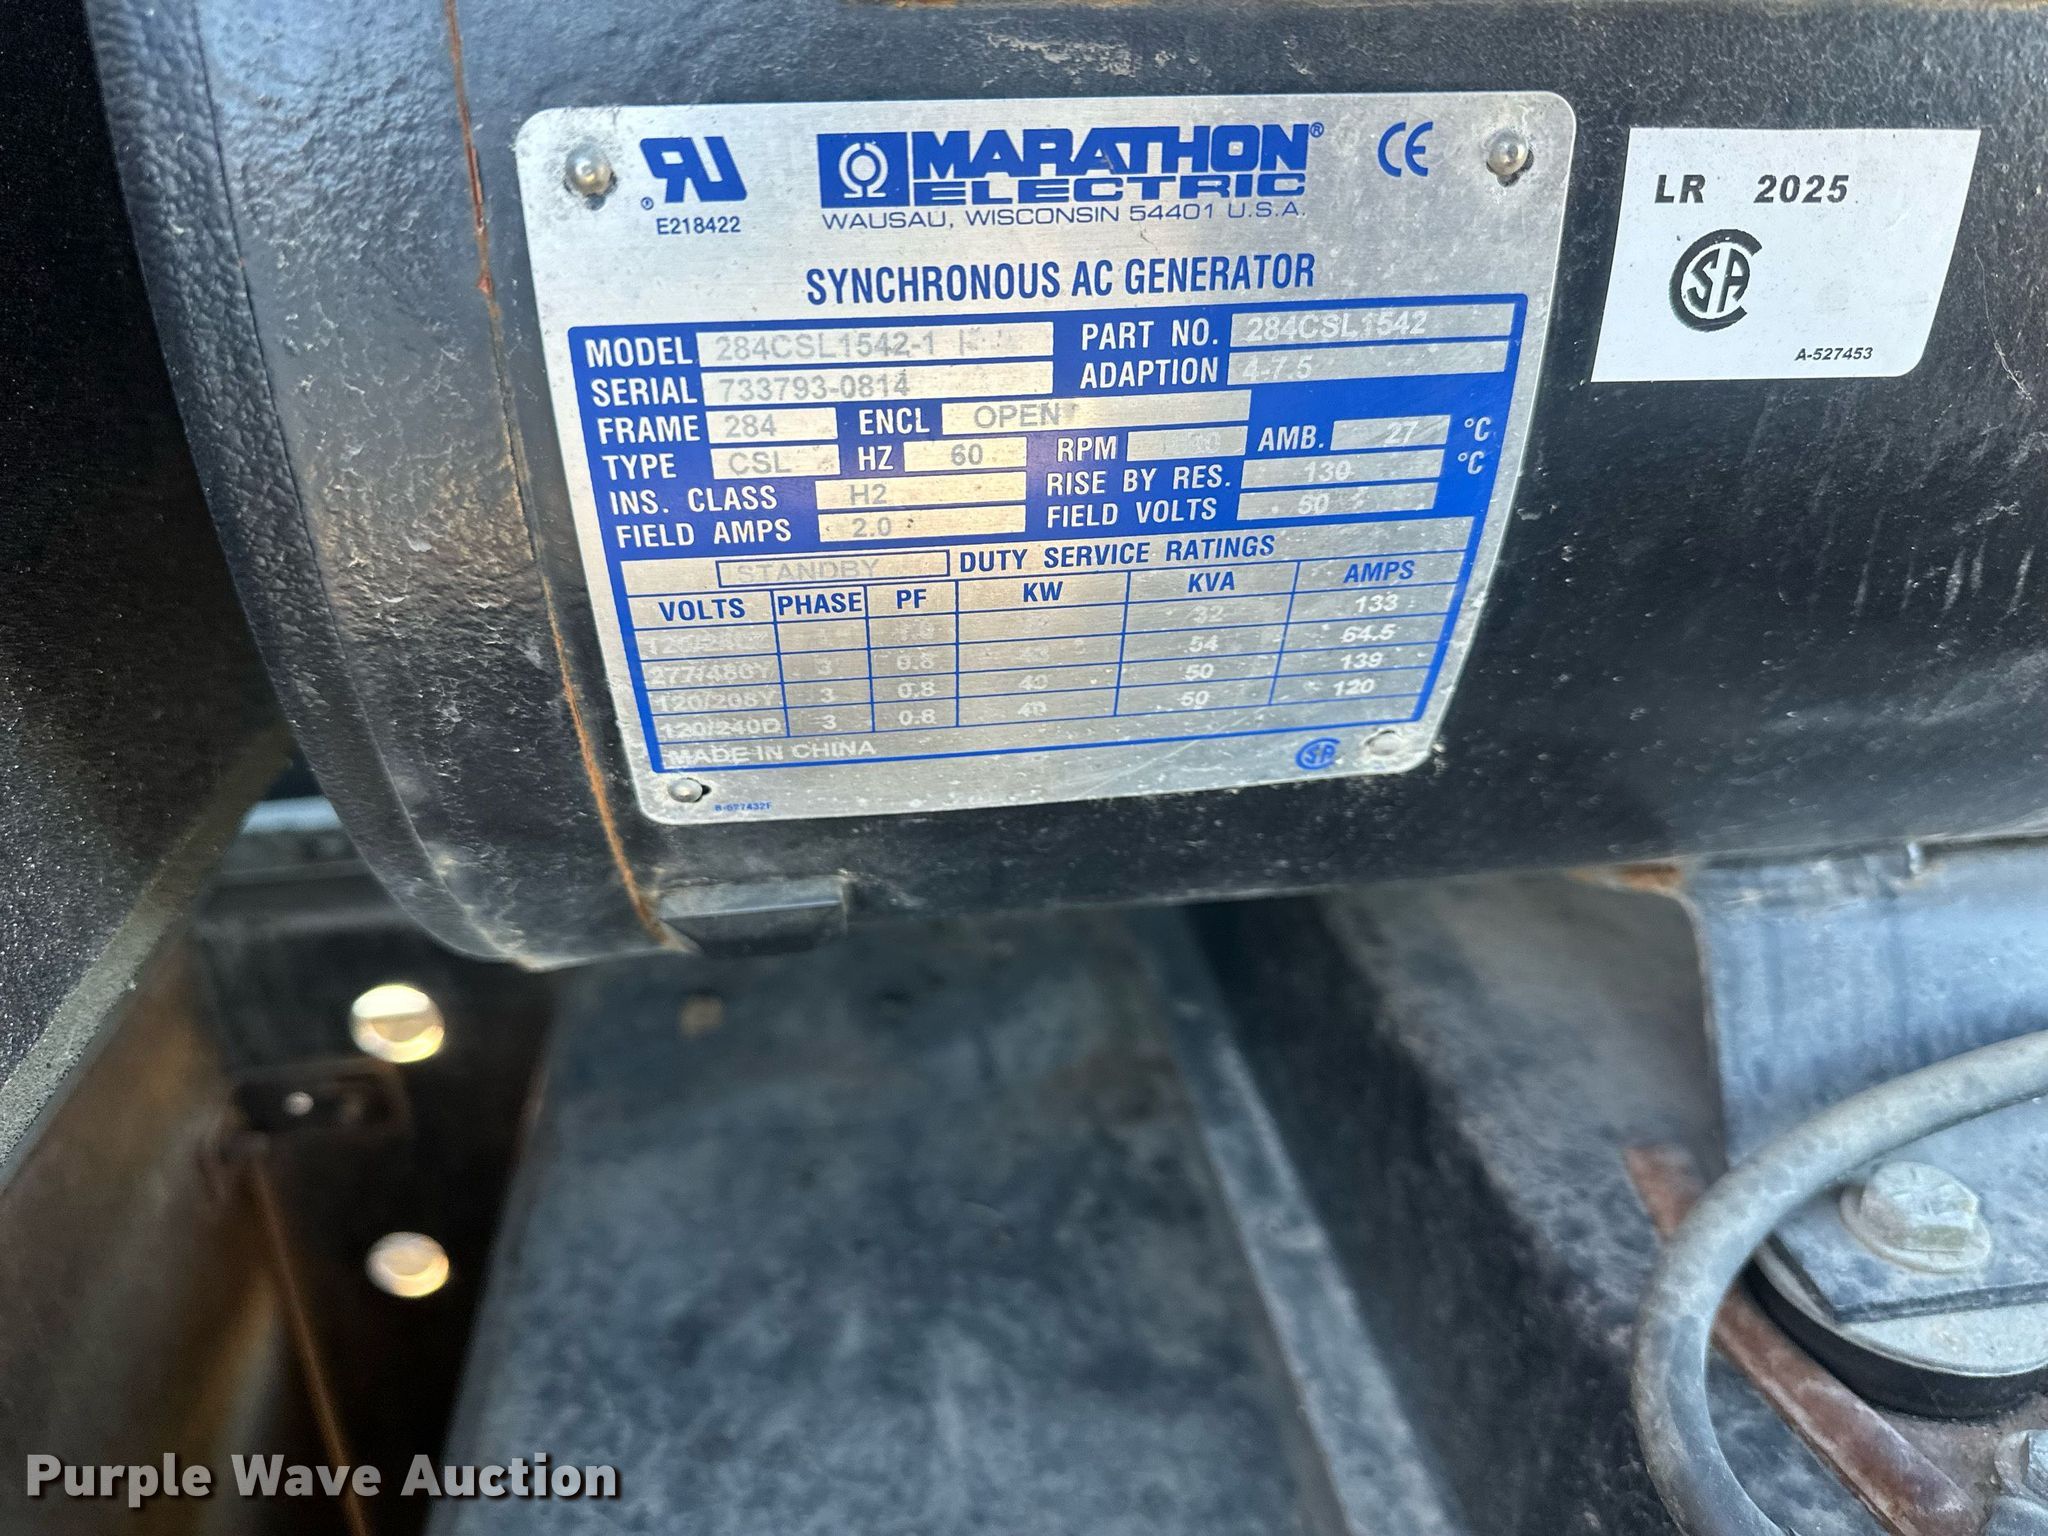 UR
® E218422
MARATHON®
ELECTRIC
WAUSAU, WISCONSIN 54401 U.S.A.
CE
SYNCHRONOUS AC GENERATOR
MODEL 284CSL1542-1 PART NO. 284CSL1542
SERIAL 733793-0814 ADAPTION 4-7.5
FRAME 284 ENCL OPEN
TYPE CSL HZ 60 RPM AMB. 27 °C
INS. CLASS H2 RISE BY RES. 130 °C
FIELD AMPS 2.0 FIELD VOLTS 50
STANDBY DUTY SERVICE RATINGS
VOLTS PHASE PF KW KVA AMPS
32 133
277/480Y 3 0.8 43 54 64.5
120/208Y 3 0.8 40 50 139
120/240D 3 0.8 40 50 120
MADE IN CHINA
B-527432F
LR 2025
CSA
A-527453
Purple Wave Auction